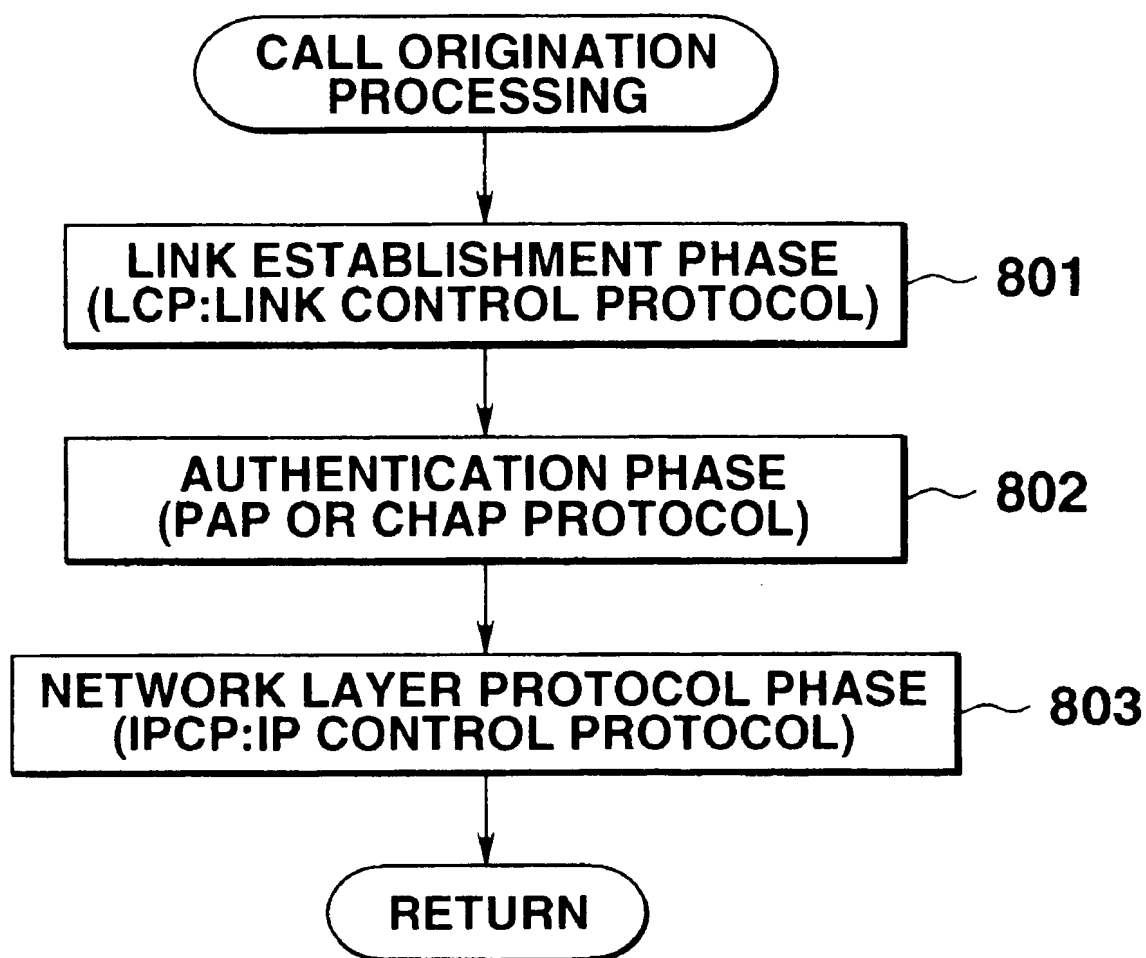 CALL ORIGINATION
PROCESSING
LINK ESTABLISHMENT PHASE
(LCP:LINK CONTROL PROTOCOL)
801
AUTHENTICATION PHASE
(PAP OR CHAP PROTOCOL)
802
NETWORK LAYER PROTOCOL PHASE
(IPCP:IP CONTROL PROTOCOL)
803
RETURN